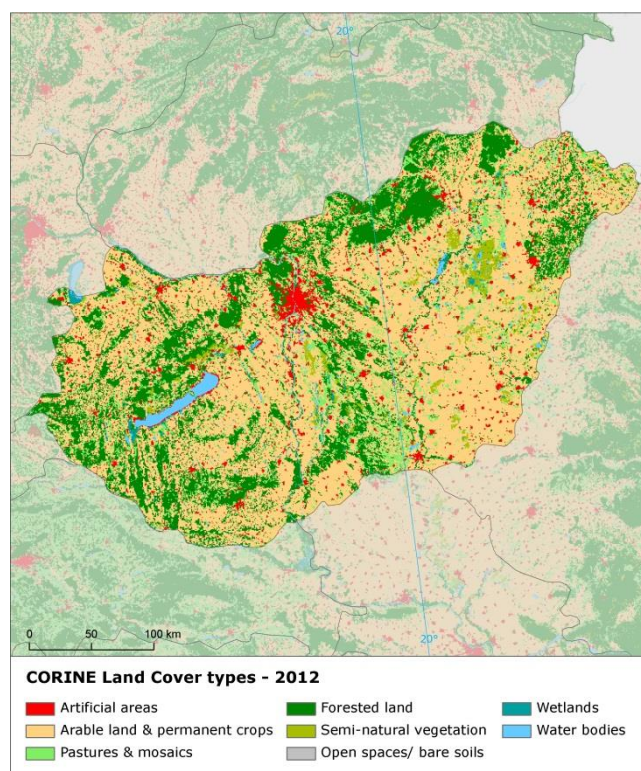 20°
20°
0 50 100 km
CORINE Land Cover types - 2012
Artificial areas
Arable land & permanent crops
Pastures & mosaics
Forested land
Semi-natural vegetation
Open spaces/ bare soils
Wetlands
Water bodies